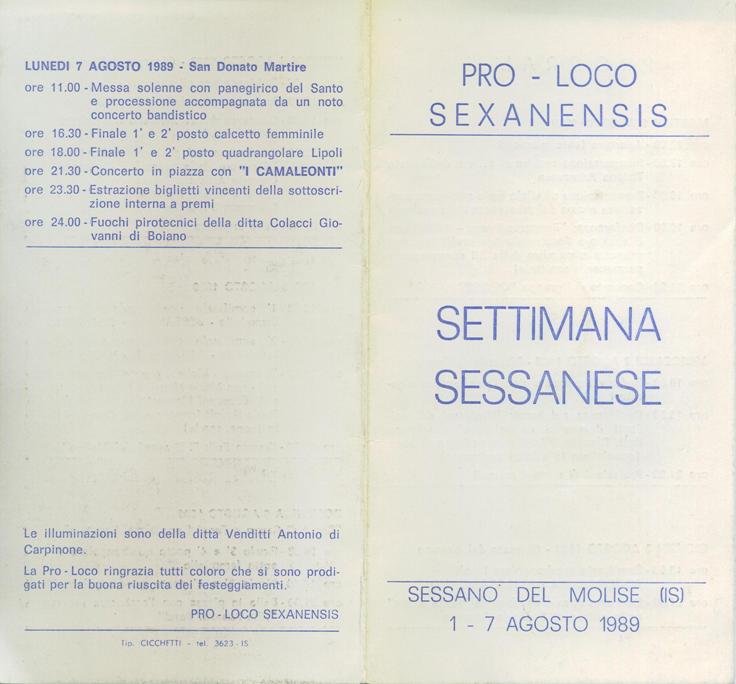 LUNEDI 7 AGOSTO 1989 - San Donato Martire
ore 11.00 - Messa solenne con panegirico del Santo
e processione accompagnata da un noto
concerto bandistico
ore 16.30 - Finale 1' e 2' posto calcetto femminile
ore 18.00 - Finale 1' e 2' posto quadrangolare Lipoli
ore 21.30 - Concerto in piazza con "I CAMALEONTI"
ore 23.30 - Estrazione biglietti vincenti della sottoscri-
zione interna a premi
ore 24.00 - Fuochi pirotecnici della ditta Colacci Gio-
vanni di Boiano
Le illuminazioni sono della ditta Venditti Antonio di
Carpinone.
La Pro - Loco ringrazia tutti coloro che si sono prodi-
gati per la buona riuscita dei festeggiamenti.
PRO - LOCO SEXANENSIS
Tip. CICCHETTI - tel. 3623 - IS
PRO - LOCO
SEXANENSIS
SETTIMANA
SESSANESE
SESSANO DEL MOLISE (IS)
1 - 7 AGOSTO 1989